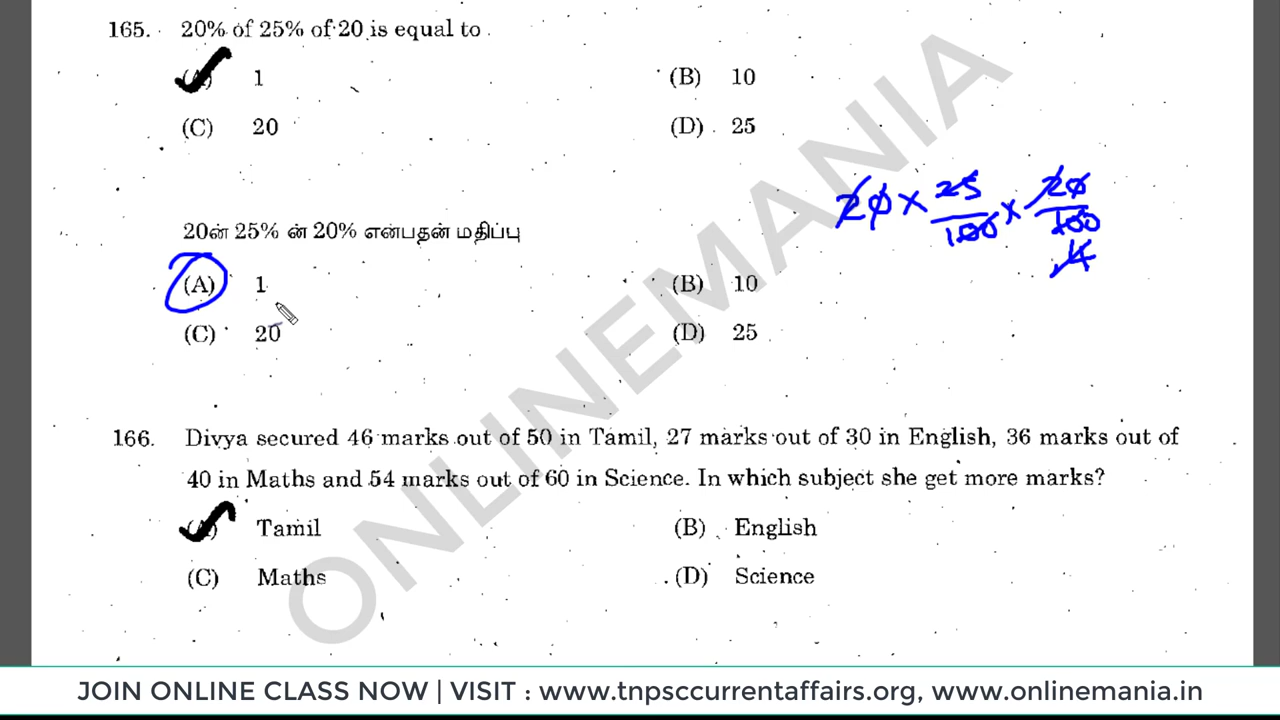 165. 20% of 25% of 20 is equal to
(A) 1 (B) 10
(C) 20 (D) 25
20ன் 25% ன் 20% என்பதன் மதிப்பு
20 × 25/100 × 20/100
4
(A) 1 (B) 10
(C) 20 (D) 25
166. Divya secured 46 marks out of 50 in Tamil, 27 marks out of 30 in English, 36 marks out of
40 in Maths and 54 marks out of 60 in Science. In which subject she get more marks?
(A) Tamil (B) English
(C) Maths (D) Science
ONLINEMANIA
JOIN ONLINE CLASS NOW | VISIT : www.tnpsccurrentaffairs.org, www.onlinemania.in